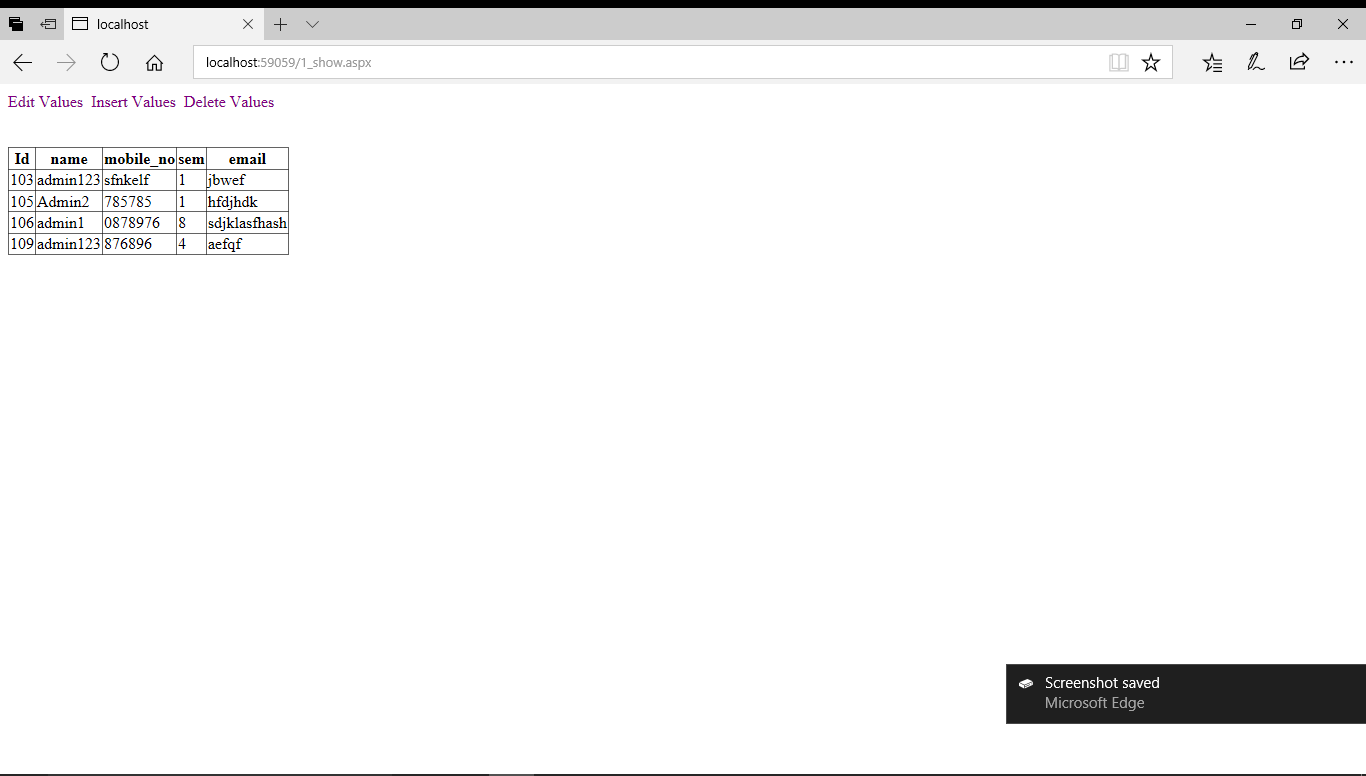 localhost
localhost:59059/1_show.aspx
Edit Values Insert Values Delete Values
Id name mobile_no sem email
103 admin123 sfnkelf 1 jbwef
105 Admin2 785785 1 hfdjhdk
106 admin1 0878976 8 sdjklasfhash
109 admin123 876896 4 aefqf
Screenshot saved
Microsoft Edge